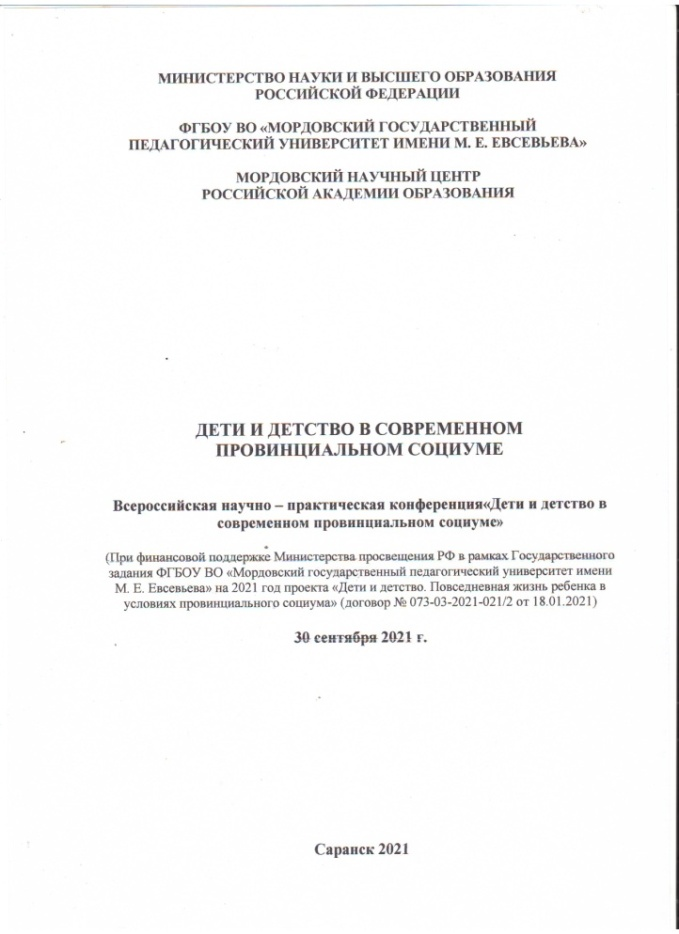 МИНИСТЕРСТВО НАУКИ И ВЫСШЕГО ОБРАЗОВАНИЯ
РОССИЙСКОЙ ФЕДЕРАЦИИ
ФГБОУ ВО «МОРДОВСКИЙ ГОСУДАРСТВЕННЫЙ
ПЕДАГОГИЧЕСКИЙ УНИВЕРСИТЕТ ИМЕНИ М. Е. ЕВСЕВЬЕВА»
МОРДОВСКИЙ НАУЧНЫЙ ЦЕНТР
РОССИЙСКОЙ АКАДЕМИИ ОБРАЗОВАНИЯ
ДЕТИ И ДЕТСТВО В СОВРЕМЕННОМ
ПРОВИНЦИАЛЬНОМ СОЦИУМЕ
Всероссийская научно – практическая конференция«Дети и детство в
современном провинциальном социуме»
(При финансовой поддержке Министерства просвещения РФ в рамках Государственного
задания ФГБОУ ВО «Мордовский государственный педагогический университет имени
М. Е. Евсевьева» на 2021 год проекта «Дети и детство. Повседневная жизнь ребенка в
условиях провинциального социума» (договор № 073-03-2021-021/2 от 18.01.2021)
30 сентября 2021 г.
Саранск 2021